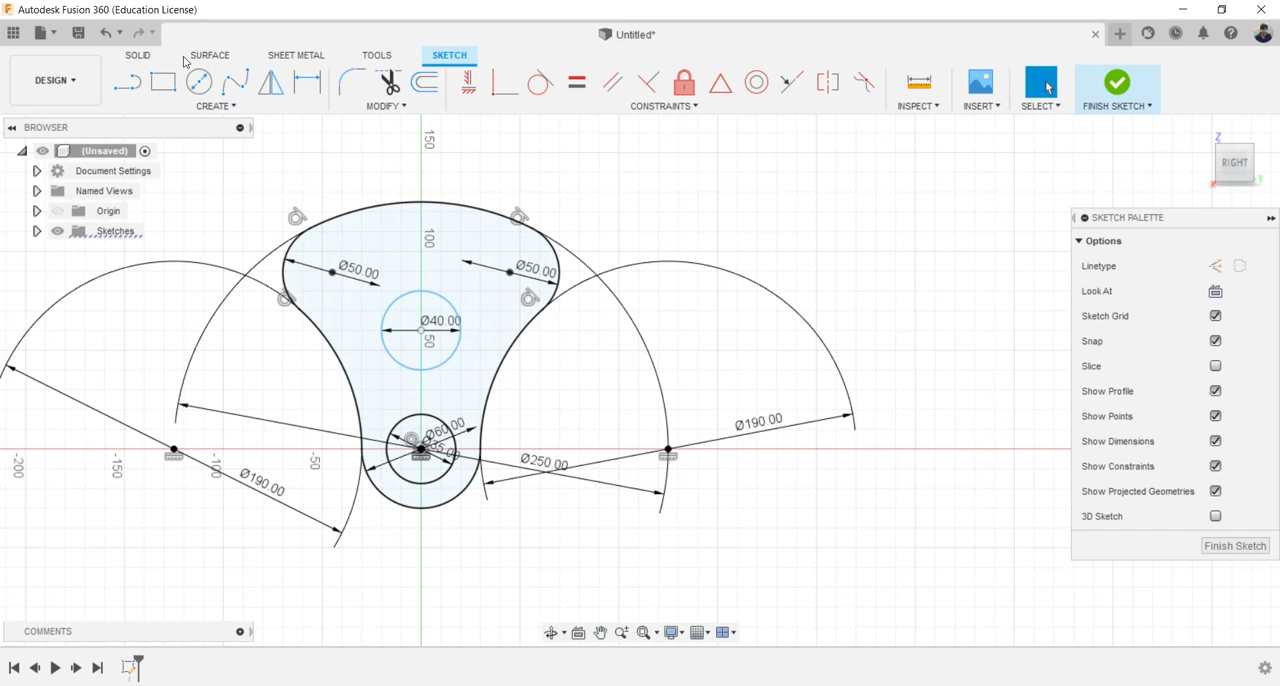 Autodesk Fusion 360 (Education License)
Untitled*
SOLID SURFACE SHEET METAL TOOLS SKETCH
DESIGN
CREATE MODIFY CONSTRAINTS INSPECT INSERT SELECT FINISH SKETCH
BROWSER
(Unsaved)
Document Settings
Named Views
Origin
Sketches
150
Z
RIGHT
X
Y
100
Ø50.00
Ø50.00
Ø40.00
50
Ø60.00
Ø190.00
Ø250.00
-200
-150
-100
-50
Ø190.00
SKETCH PALETTE
Options
Linetype
Look At
Sketch Grid
Snap
Slice
Show Profile
Show Points
Show Dimensions
Show Constraints
Show Projected Geometries
3D Sketch
Finish Sketch
COMMENTS